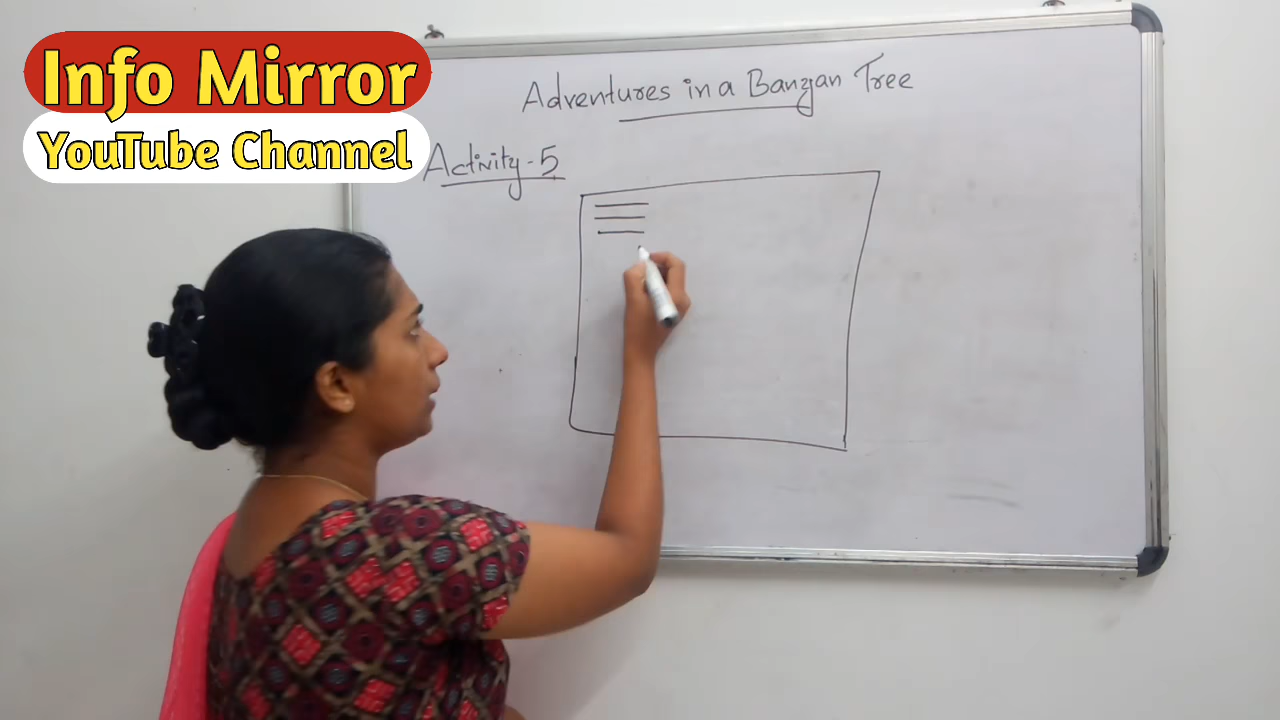 Info Mirror
YouTube Channel
Adventures in a Banyan Tree
Activity-5